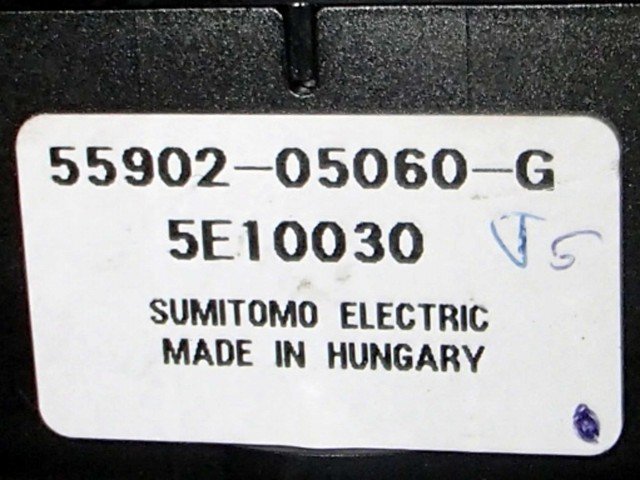 55902-05060-G
5E10030
SUMITOMO ELECTRIC
MADE IN HUNGARY